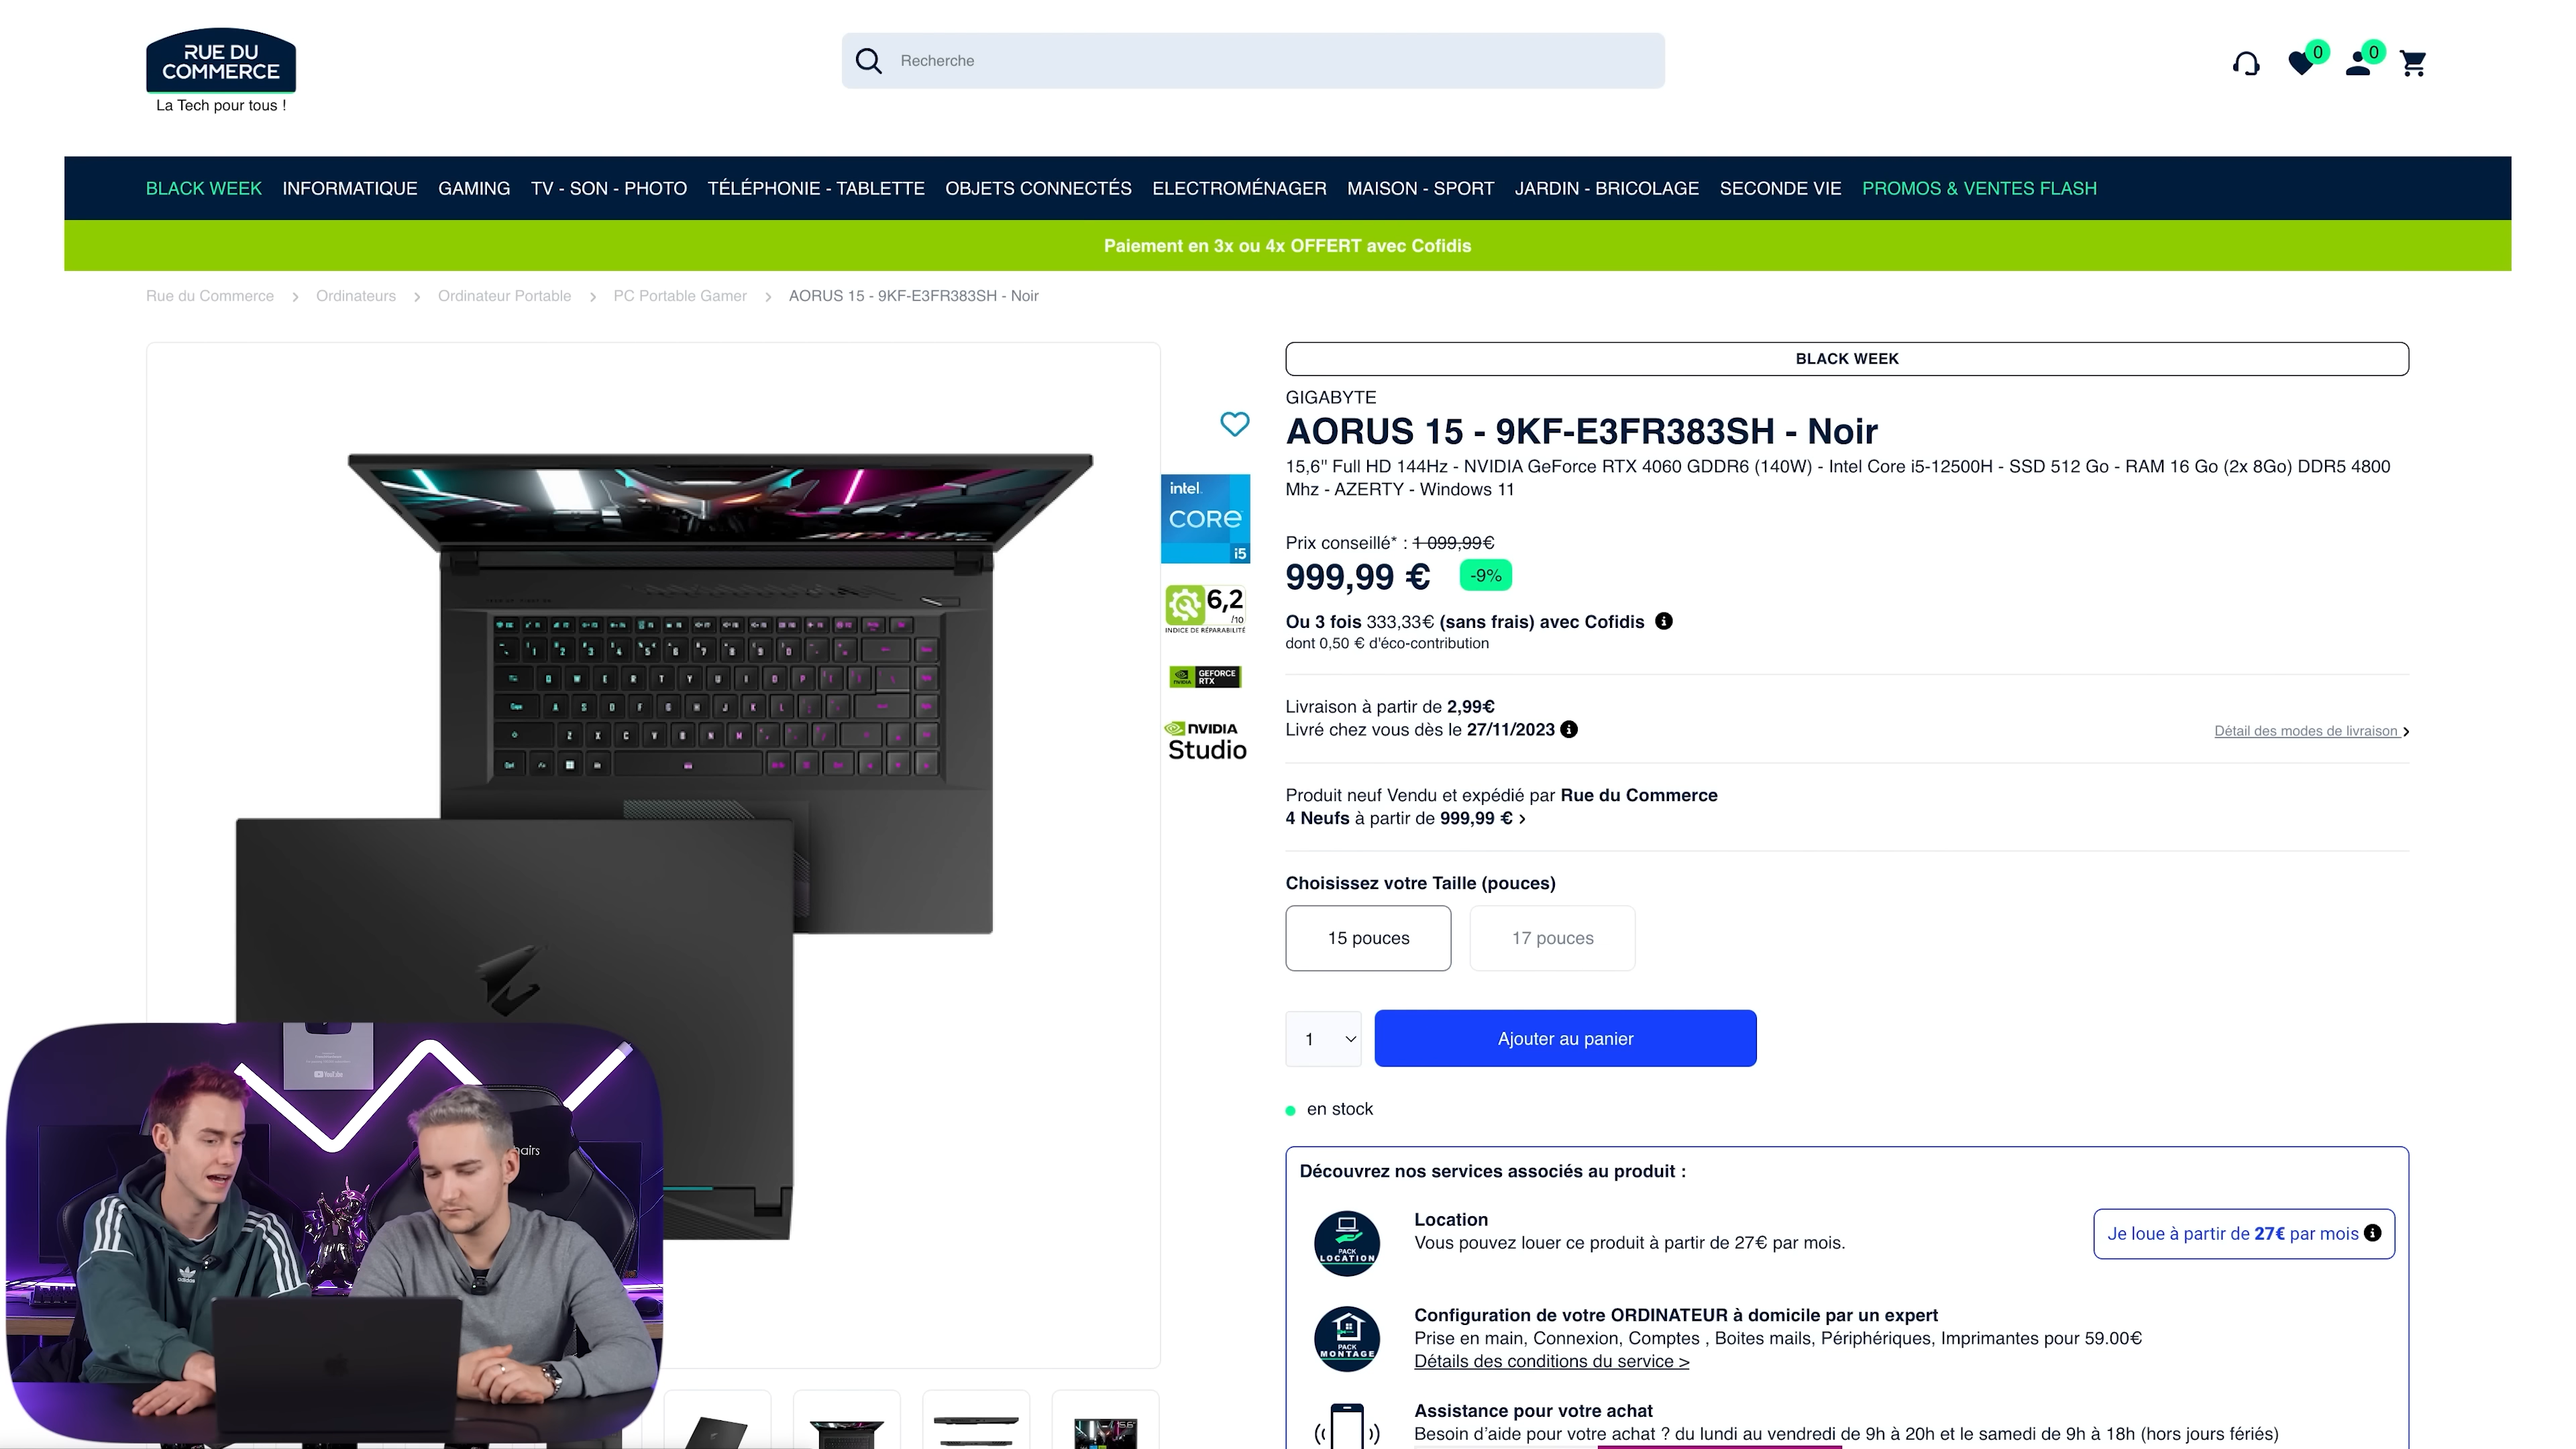 RUE DU
COMMERCE
La Tech pour tous !
Recherche
0
0
BLACK WEEK INFORMATIQUE GAMING TV - SON - PHOTO TÉLÉPHONIE - TABLETTE OBJETS CONNECTÉS ELECTROMÉNAGER MAISON - SPORT JARDIN - BRICOLAGE SECONDE VIE PROMOS & VENTES FLASH
Paiement en 3x ou 4x OFFERT avec Cofidis
Rue du Commerce > Ordinateurs > Ordinateur Portable > PC Portable Gamer > AORUS 15 - 9KF-E3FR383SH - Noir
intel.
CORE
i5
6,2
/10
INDICE DE RÉPARABILITÉ
NVIDIA
GEFORCE
RTX
NVIDIA
Studio
BLACK WEEK
GIGABYTE
AORUS 15 - 9KF-E3FR383SH - Noir
15,6" Full HD 144Hz - NVIDIA GeForce RTX 4060 GDDR6 (140W) - Intel Core i5-12500H - SSD 512 Go - RAM 16 Go (2x 8Go) DDR5 4800
Mhz - AZERTY - Windows 11
Prix conseillé* : 1 099,99€
999,99 € -9%
Ou 3 fois 333,33€ (sans frais) avec Cofidis
dont 0,50 € d'éco-contribution
Livraison à partir de 2,99€
Livré chez vous dès le 27/11/2023
Détail des modes de livraison >
Produit neuf Vendu et expédié par Rue du Commerce
4 Neufs à partir de 999,99 € >
Choisissez votre Taille (pouces)
15 pouces 17 pouces
1 Ajouter au panier
en stock
Découvrez nos services associés au produit :
PACK
LOCATION
Location
Vous pouvez louer ce produit à partir de 27€ par mois.
Je loue à partir de 27€ par mois
PACK
MONTAGE
Configuration de votre ORDINATEUR à domicile par un expert
Prise en main, Connexion, Comptes , Boites mails, Périphériques, Imprimantes pour 59.00€
Détails des conditions du service >
Assistance pour votre achat
Besoin d'aide pour votre achat ? du lundi au vendredi de 9h à 20h et le samedi de 9h à 18h (hors jours fériés)
YouTube
hairs
adidas
15.6"